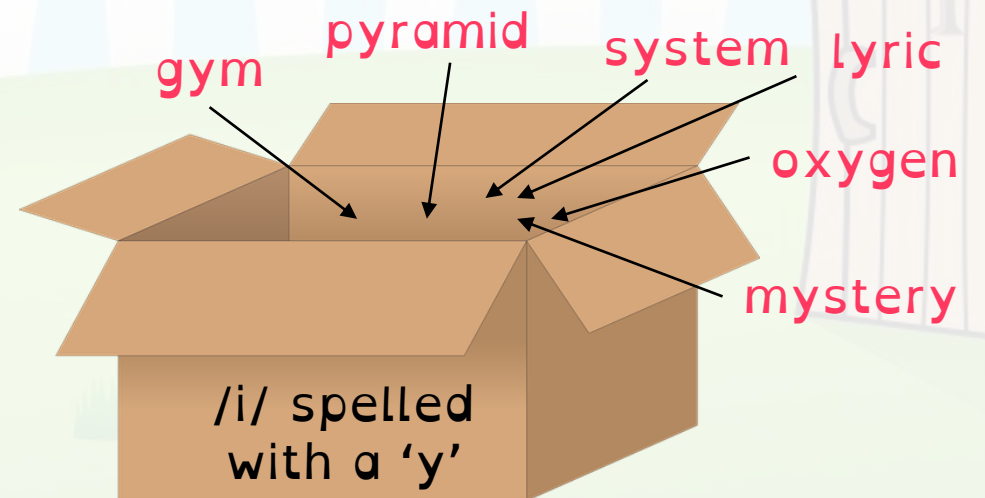 gym
pyramid
system
lyric
oxygen
mystery
/i/ spelled
with a ‘y’